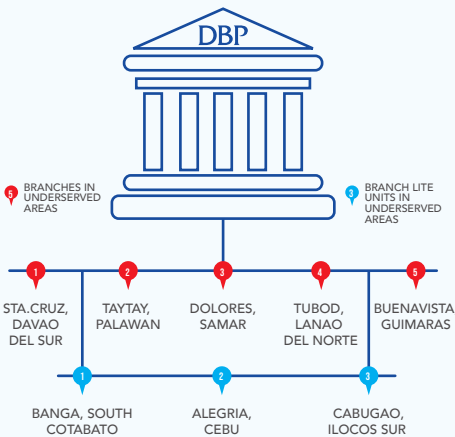 DBP
5
BRANCHES IN
UNDERSERVED
AREAS
3
BRANCH LITE
UNITS IN
UNDERSERVED
AREAS
1
2
3
4
5
STA.CRUZ,
DAVAO
DEL SUR
TAYTAY,
PALAWAN
DOLORES,
SAMAR
TUBOD,
LANAO
DEL NORTE
BUENAVISTA
GUIMARAS
1
2
3
BANGA, SOUTH
COTABATO
ALEGRIA,
CEBU
CABUGAO,
ILOCOS SUR